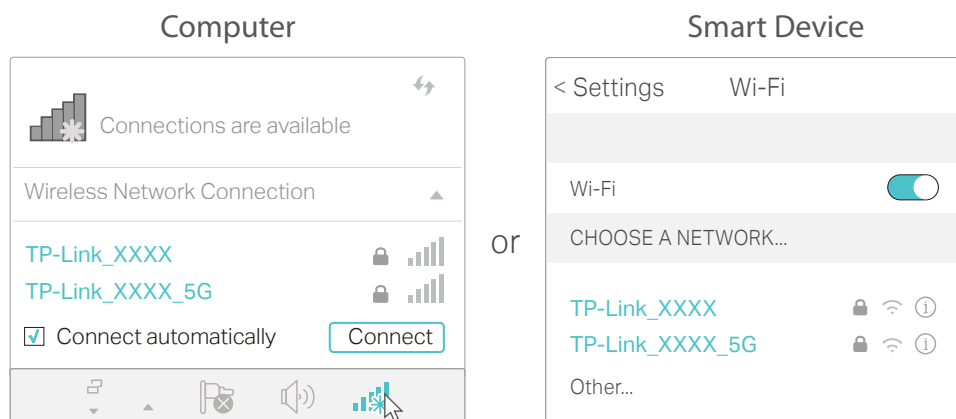 Computer
Connections are available
Wireless Network Connection
TP-Link_XXXX
TP-Link_XXXX_5G
Connect automatically
Connect
or
Smart Device
< Settings Wi-Fi
Wi-Fi
CHOOSE A NETWORK...
TP-Link_XXXX
TP-Link_XXXX_5G
Other...